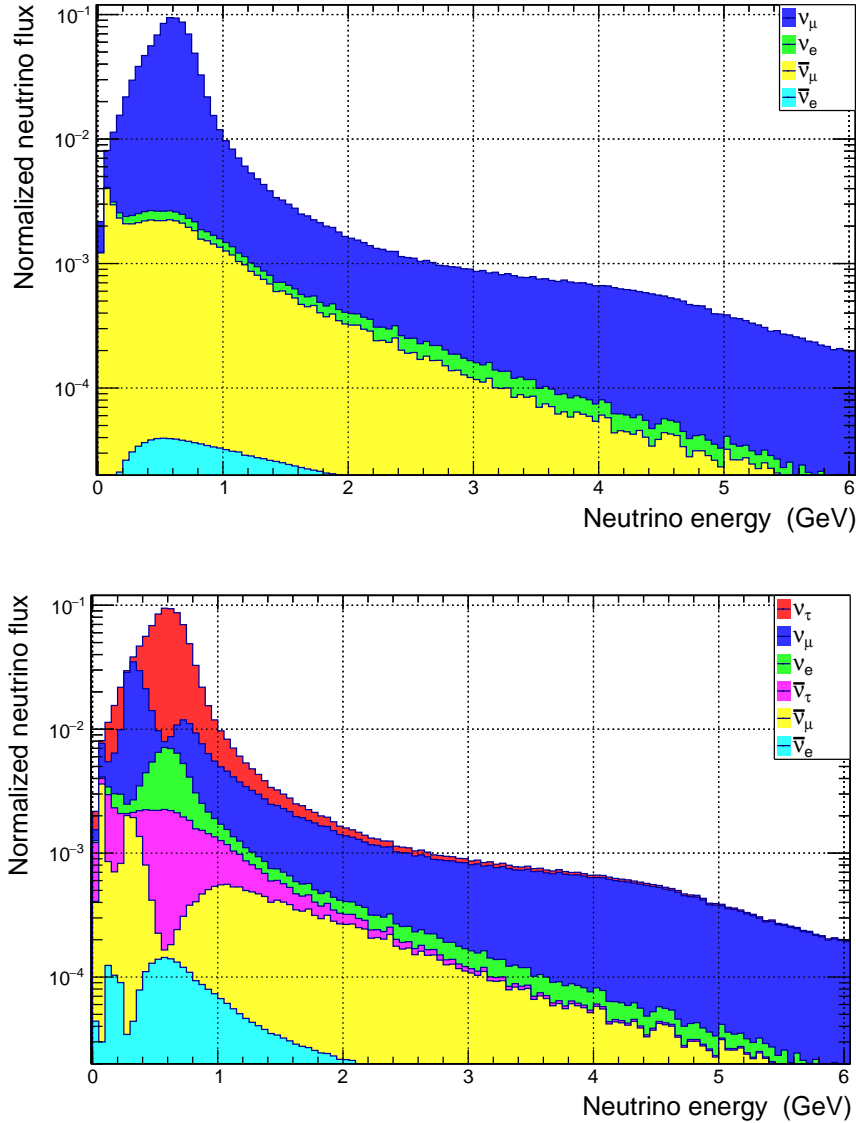 Normalized neutrino flux
10⁻¹
10⁻²
10⁻³
10⁻⁴
ν_μ
ν_e
ν̅_μ
ν̅_e
0 1 2 3 4 5 6
Neutrino energy (GeV)
Normalized neutrino flux
10⁻¹
10⁻²
10⁻³
10⁻⁴
ν_τ
ν_μ
ν_e
ν̅_τ
ν̅_μ
ν̅_e
0 1 2 3 4 5 6
Neutrino energy (GeV)